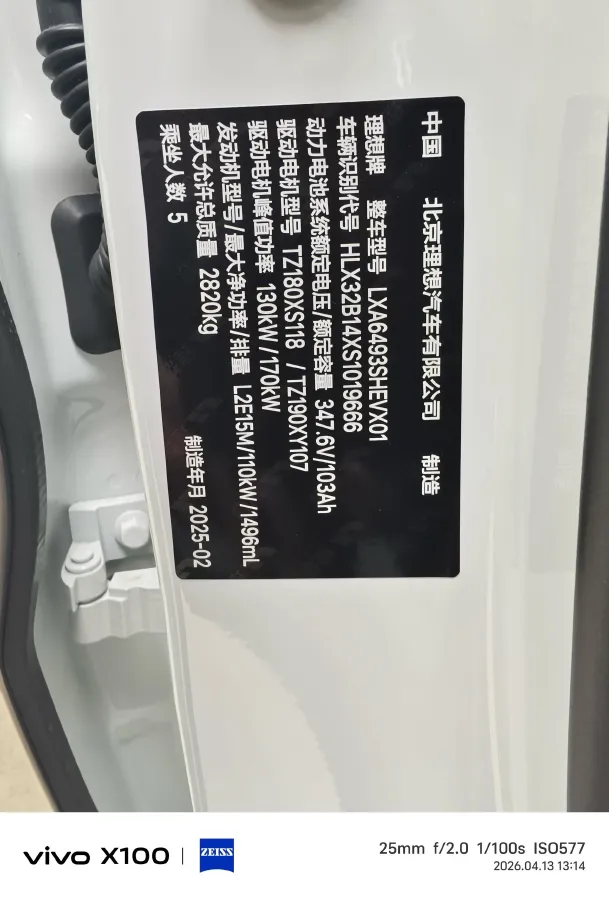 中国 北京理想汽车有限公司 制造
理想牌 整车型号 LXA6493SHEVX01
车辆识别代号 HLX32B14XS1019666
动力电池系统额定电压/额定容量 347.6V/103Ah
驱动电机型号 TZ180XS118 / TZ190XY107
驱动电机峰值功率 130kW/170kW
发动机型号/最大净功率/排量 L2E15M/110kW/1496mL
最大允许总质量 2820kg
乘坐人数 5 制造年月 2025-02
vivo X100 | ZEISS
25mm f/2.0 1/100s ISO577
2026.04.13 13:14